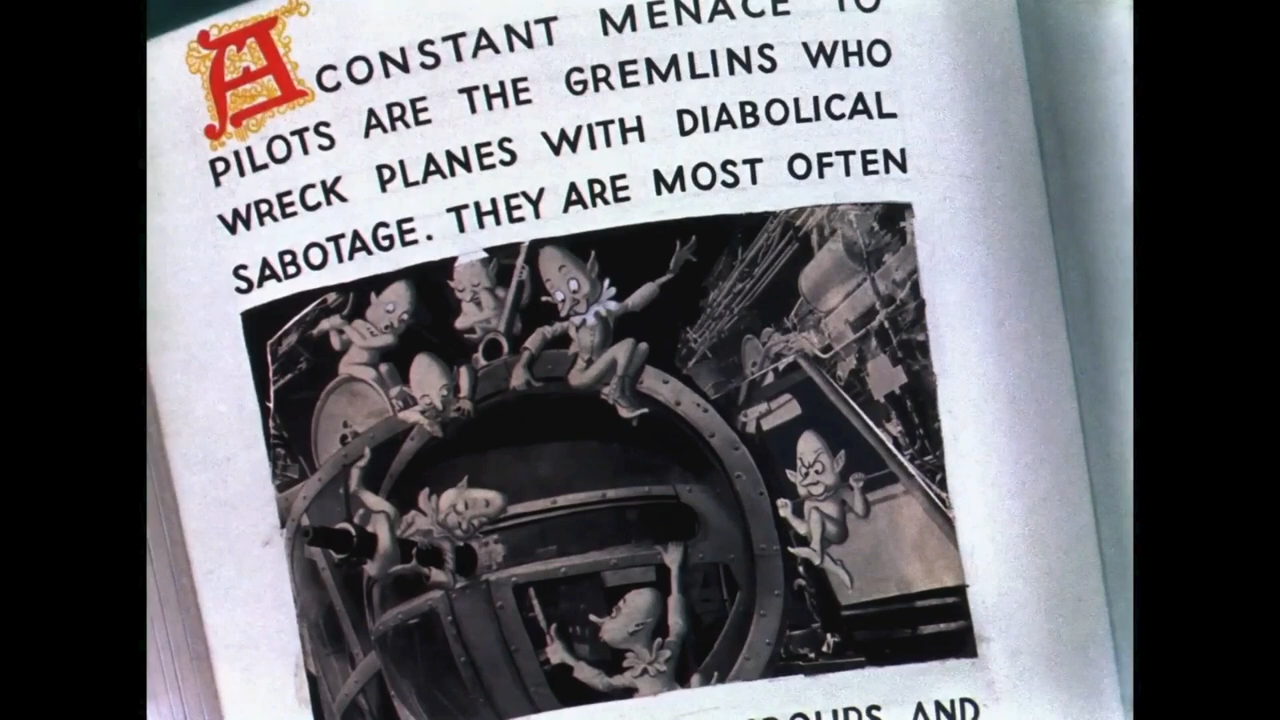 A CONSTANT MENACE TO
PILOTS ARE THE GREMLINS WHO
WRECK PLANES WITH DIABOLICAL
SABOTAGE. THEY ARE MOST OFTEN
AND